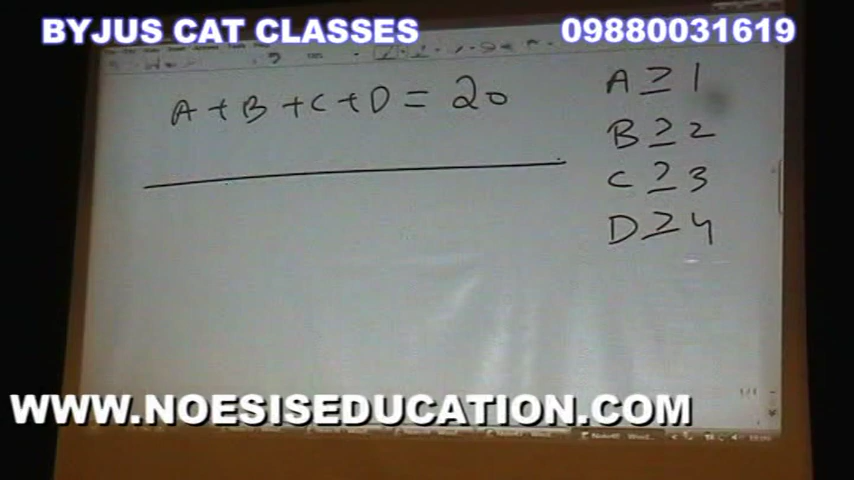 BYJUS CAT CLASSES 09880031619
A + B + C + D = 20
A ≥ 1
B ≥ 2
C ≥ 3
D ≥ 4
WWW.NOESISEDUCATION.COM